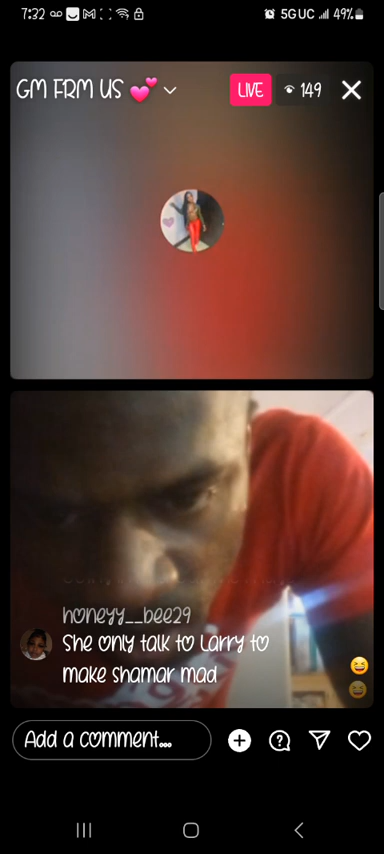 7:32
5GUC 49%
GM FRM US 💕
LIVE
149
honeyy__bee29
She only talk to Larry to
make shamar mad
Add a comment...